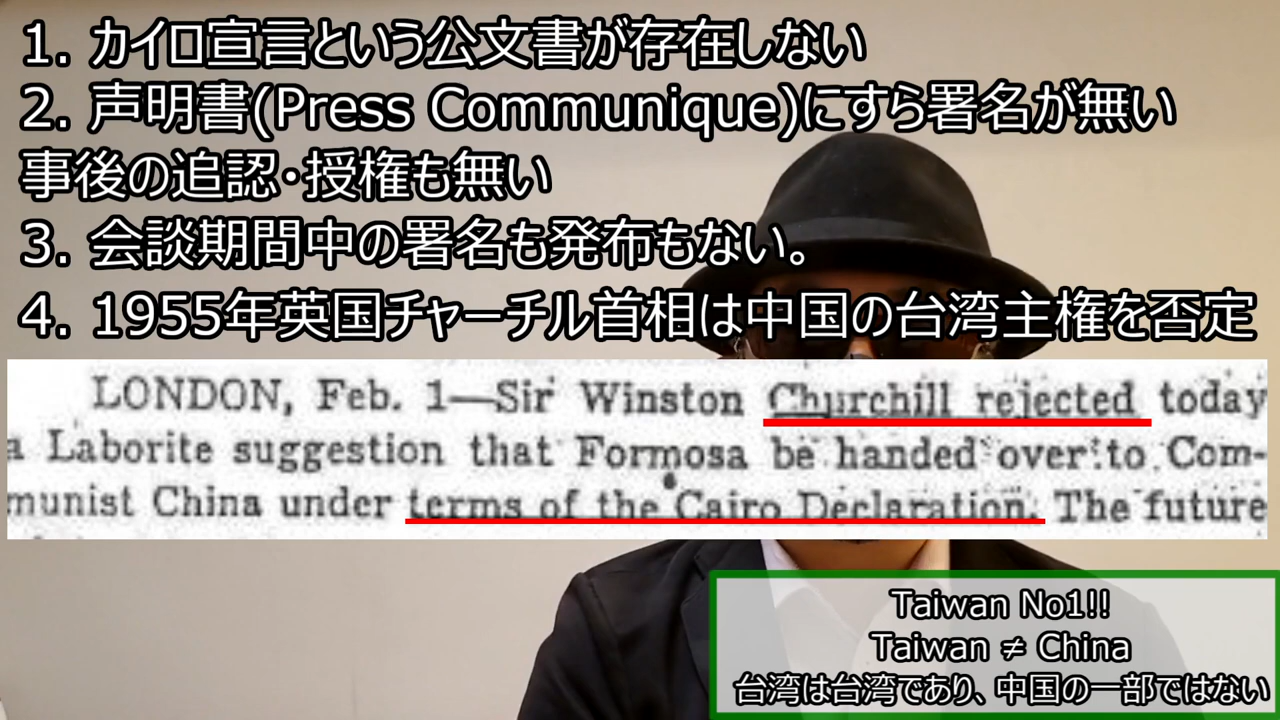 1. カイロ宣言という公文書が存在しない
2. 声明書(Press Communique)にすら署名が無い
事後の追認・授権も無い
3. 会談期間中の署名も発布もない。
4. 1955年英国チャーチル首相は中国の台湾主権を否定
LONDON, Feb. 1—Sir Winston Churchill rejected today
a Laborite suggestion that Formosa be handed over to Com-
munist China under terms of the Cairo Declaration. The future
Taiwan No1!!
Taiwan ≠ China
台湾は台湾であり、中国の一部ではない